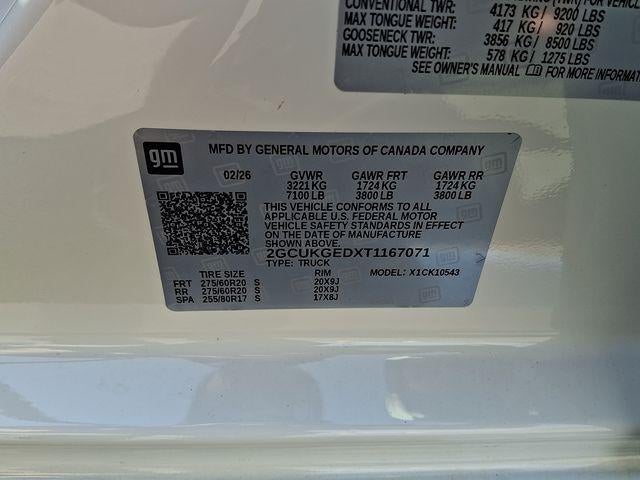 CONVENTIONAL TWR: 4173 KG / 9200 LBS
MAX TONGUE WEIGHT: 417 KG / 920 LBS
GOOSENECK TWR: 3856 KG / 8500 LBS
MAX TONGUE WEIGHT: 578 KG / 1275 LBS
SEE OWNER'S MANUAL gm FOR MORE INFORMAT
gm MFD BY GENERAL MOTORS OF CANADA COMPANY
02/26 GVWR GAWR FRT GAWR RR
3221 KG 1724 KG 1724 KG
7100 LB 3800 LB 3800 LB
THIS VEHICLE CONFORMS TO ALL
APPLICABLE U.S. FEDERAL MOTOR
VEHICLE SAFETY STANDARDS IN EFFECT
ON THE DATE OF MANUFACTURE
SHOWN ABOVE.
2GCUKGEDXT1167071
TYPE: TRUCK MODEL: X1CK10543
TIRE SIZE RIM
FRT 275/60R20 S 20X9J
RR 275/60R20 S 20X9J
SPA 255/80R17 S 17X8J